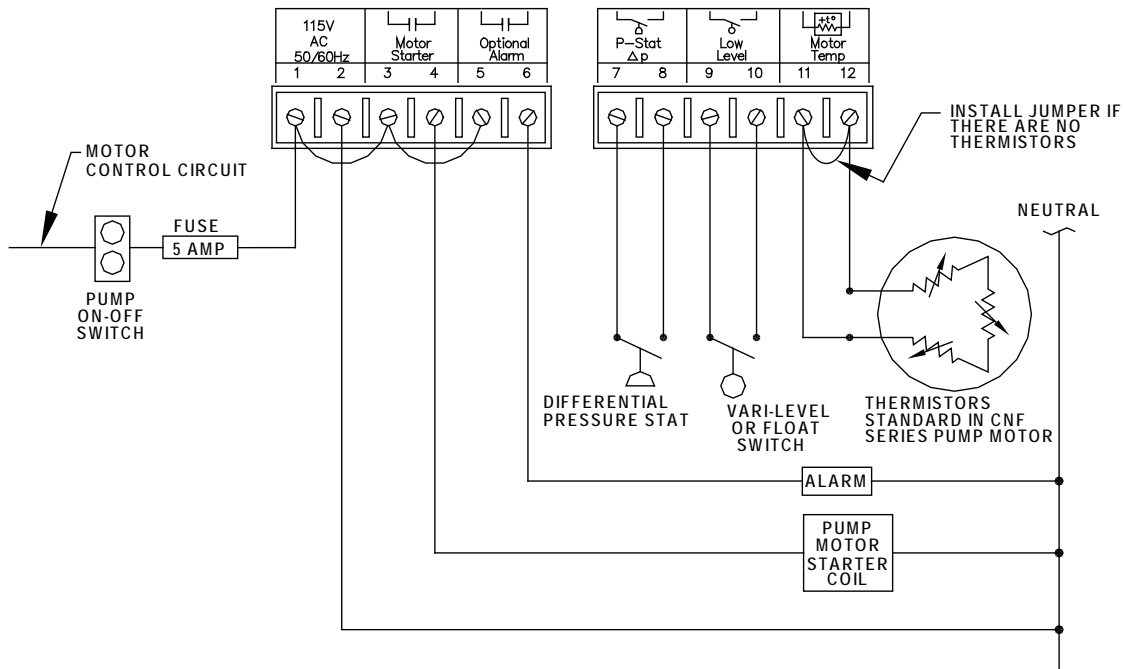 115V
AC
50/60Hz
Motor
Starter
Optional
Alarm
1 2 3 4 5 6
P-Stat
Δp
Low
Level
+t°
Motor
Temp
7 8 9 10 11 12
INSTALL JUMPER IF
THERE ARE NO
THERMISTORS
MOTOR
CONTROL CIRCUIT
FUSE
5 AMP
PUMP
ON-OFF
SWITCH
NEUTRAL
DIFFERENTIAL
PRESSURE STAT
VARI-LEVEL
OR FLOAT
SWITCH
THERMISTORS
STANDARD IN CNF
SERIES PUMP MOTOR
ALARM
PUMP
MOTOR
STARTER
COIL